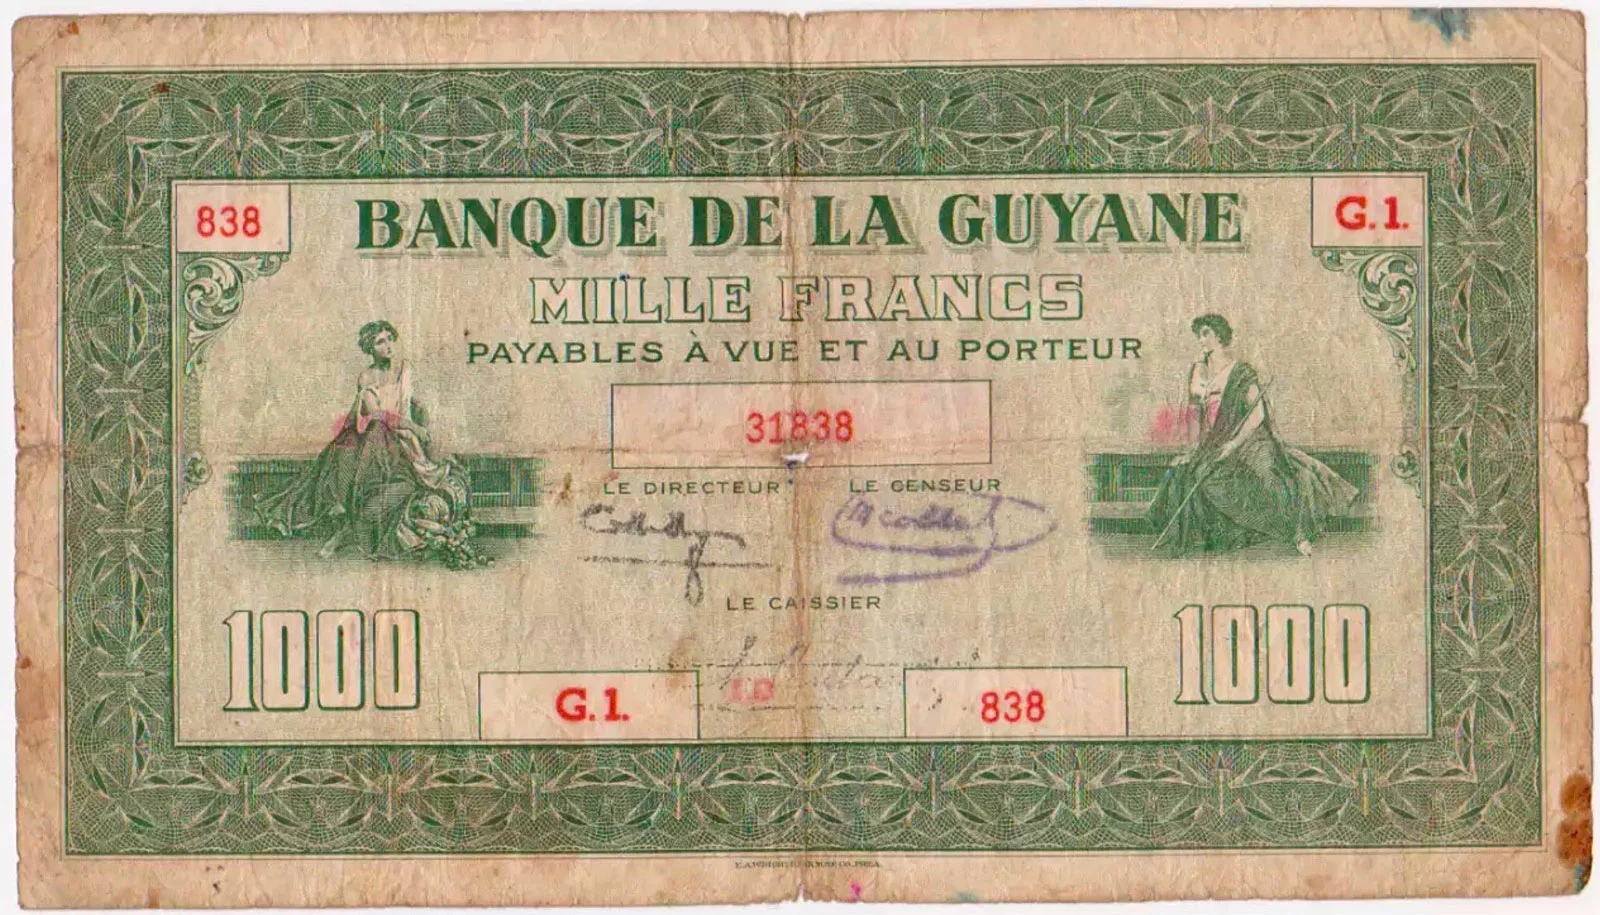 838
G.1.
BANQUE DE LA GUYANE
MILLE FRANCS
PAYABLES À VUE ET AU PORTEUR
31838
LE DIRECTEUR
LE CENSEUR
LE CAISSIER
1000
1000
G.1.
838